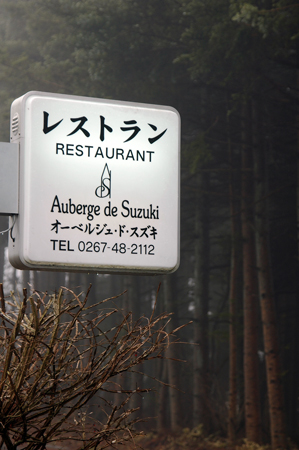 レストラン
RESTAURANT
Auberge de Suzuki
オーベルジュ・ド・スズキ
TEL 0267-48-2112